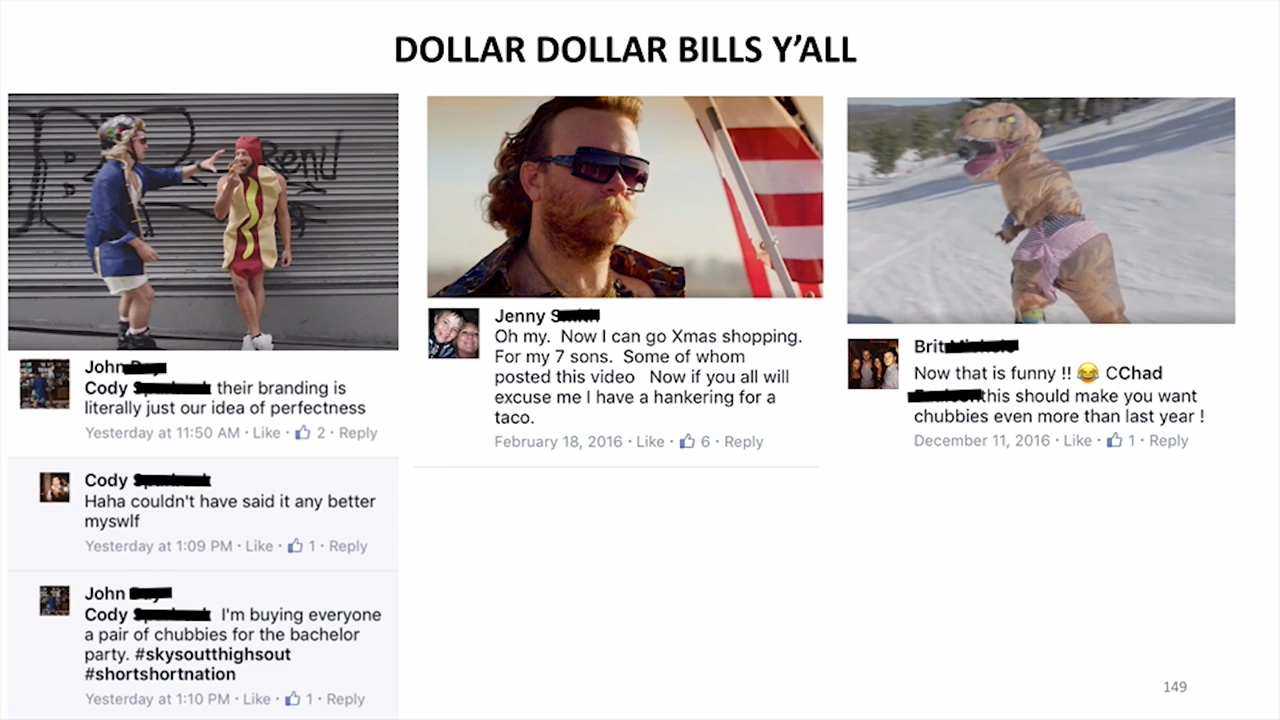 DOLLAR DOLLAR BILLS Y’ALL
John
Cody their branding is
literally just our idea of perfectness
Yesterday at 11:50 AM · Like · 2 · Reply
Cody
Haha couldn't have said it any better
myswlf
Yesterday at 1:09 PM · Like · 1 · Reply
John
Cody I'm buying everyone
a pair of chubbies for the bachelor
party. #skysoutthighsout
#shortshortnation
Yesterday at 1:10 PM · Like · 1 · Reply
Jenny
Oh my. Now I can go Xmas shopping.
For my 7 sons. Some of whom
posted this video Now if you all will
excuse me I have a hankering for a
taco.
February 18, 2016 · Like · 6 · Reply
Brit
Now that is funny !! 😂 CChad
this should make you want
chubbies even more than last year !
December 11, 2016 · Like · 1 · Reply
149